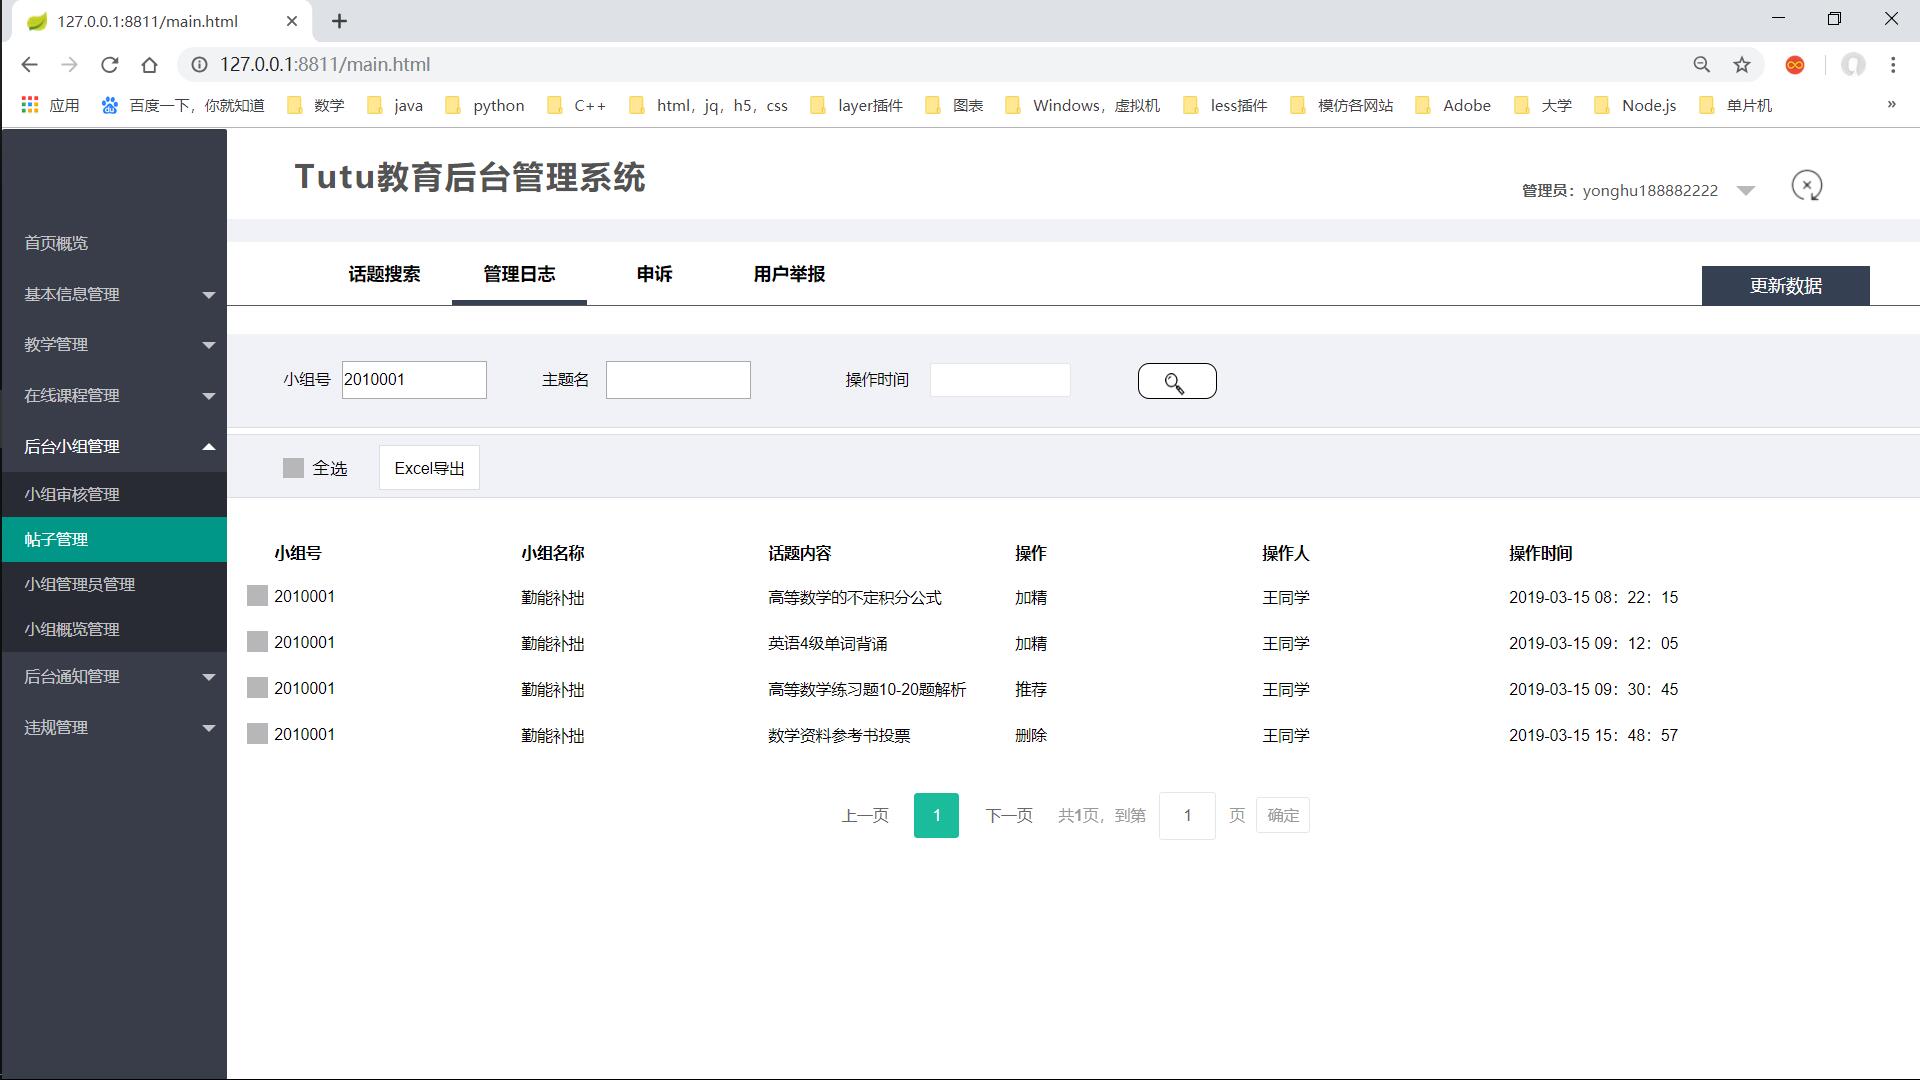 127.0.0.1:8811/main.html
127.0.0.1:8811/main.html
应用 百度一下，你就知道 数学 java python C++ html，jq，h5，css layer插件 图表 Windows，虚拟机 less插件 模仿各网站 Adobe 大学 Node.js 单片机 »
Tutu教育后台管理系统
管理员：yonghu188882222
首页概览
基本信息管理
教学管理
在线课程管理
后台小组管理
小组审核管理
帖子管理
小组管理员管理
小组概览管理
后台通知管理
违规管理
话题搜索 管理日志 申诉 用户举报 更新数据
小组号 2010001 主题名 操作时间
全选 Excel导出
小组号 小组名称 话题内容 操作 操作人 操作时间
2010001 勤能补拙 高等数学的不定积分公式 加精 王同学 2019-03-15 08：22：15
2010001 勤能补拙 英语4级单词背诵 加精 王同学 2019-03-15 09：12：05
2010001 勤能补拙 高等数学练习题10-20题解析 推荐 王同学 2019-03-15 09：30：45
2010001 勤能补拙 数学资料参考书投票 删除 王同学 2019-03-15 15：48：57
上一页 1 下一页 共1页，到第 1 页 确定